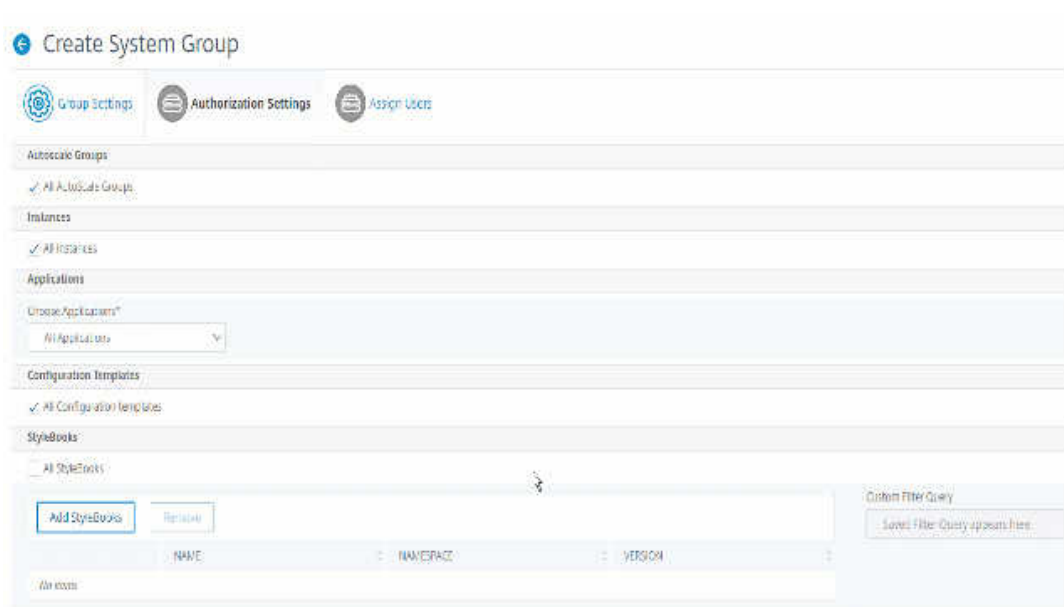 Create System Group
Group Settings
Authorization Settings
Assign Users
Autoscale Groups
All AutoScale Groups
Instances
All Instances
Applications
Choose Applications*
All Applications
Configuration Templates
All Configuration templates
StyleBooks
All StyleBooks
Add StyleBooks
Remove
Custom Filter Query
Saved Filter Query appears here
NAME
NAMESPACE
VERSION
No items